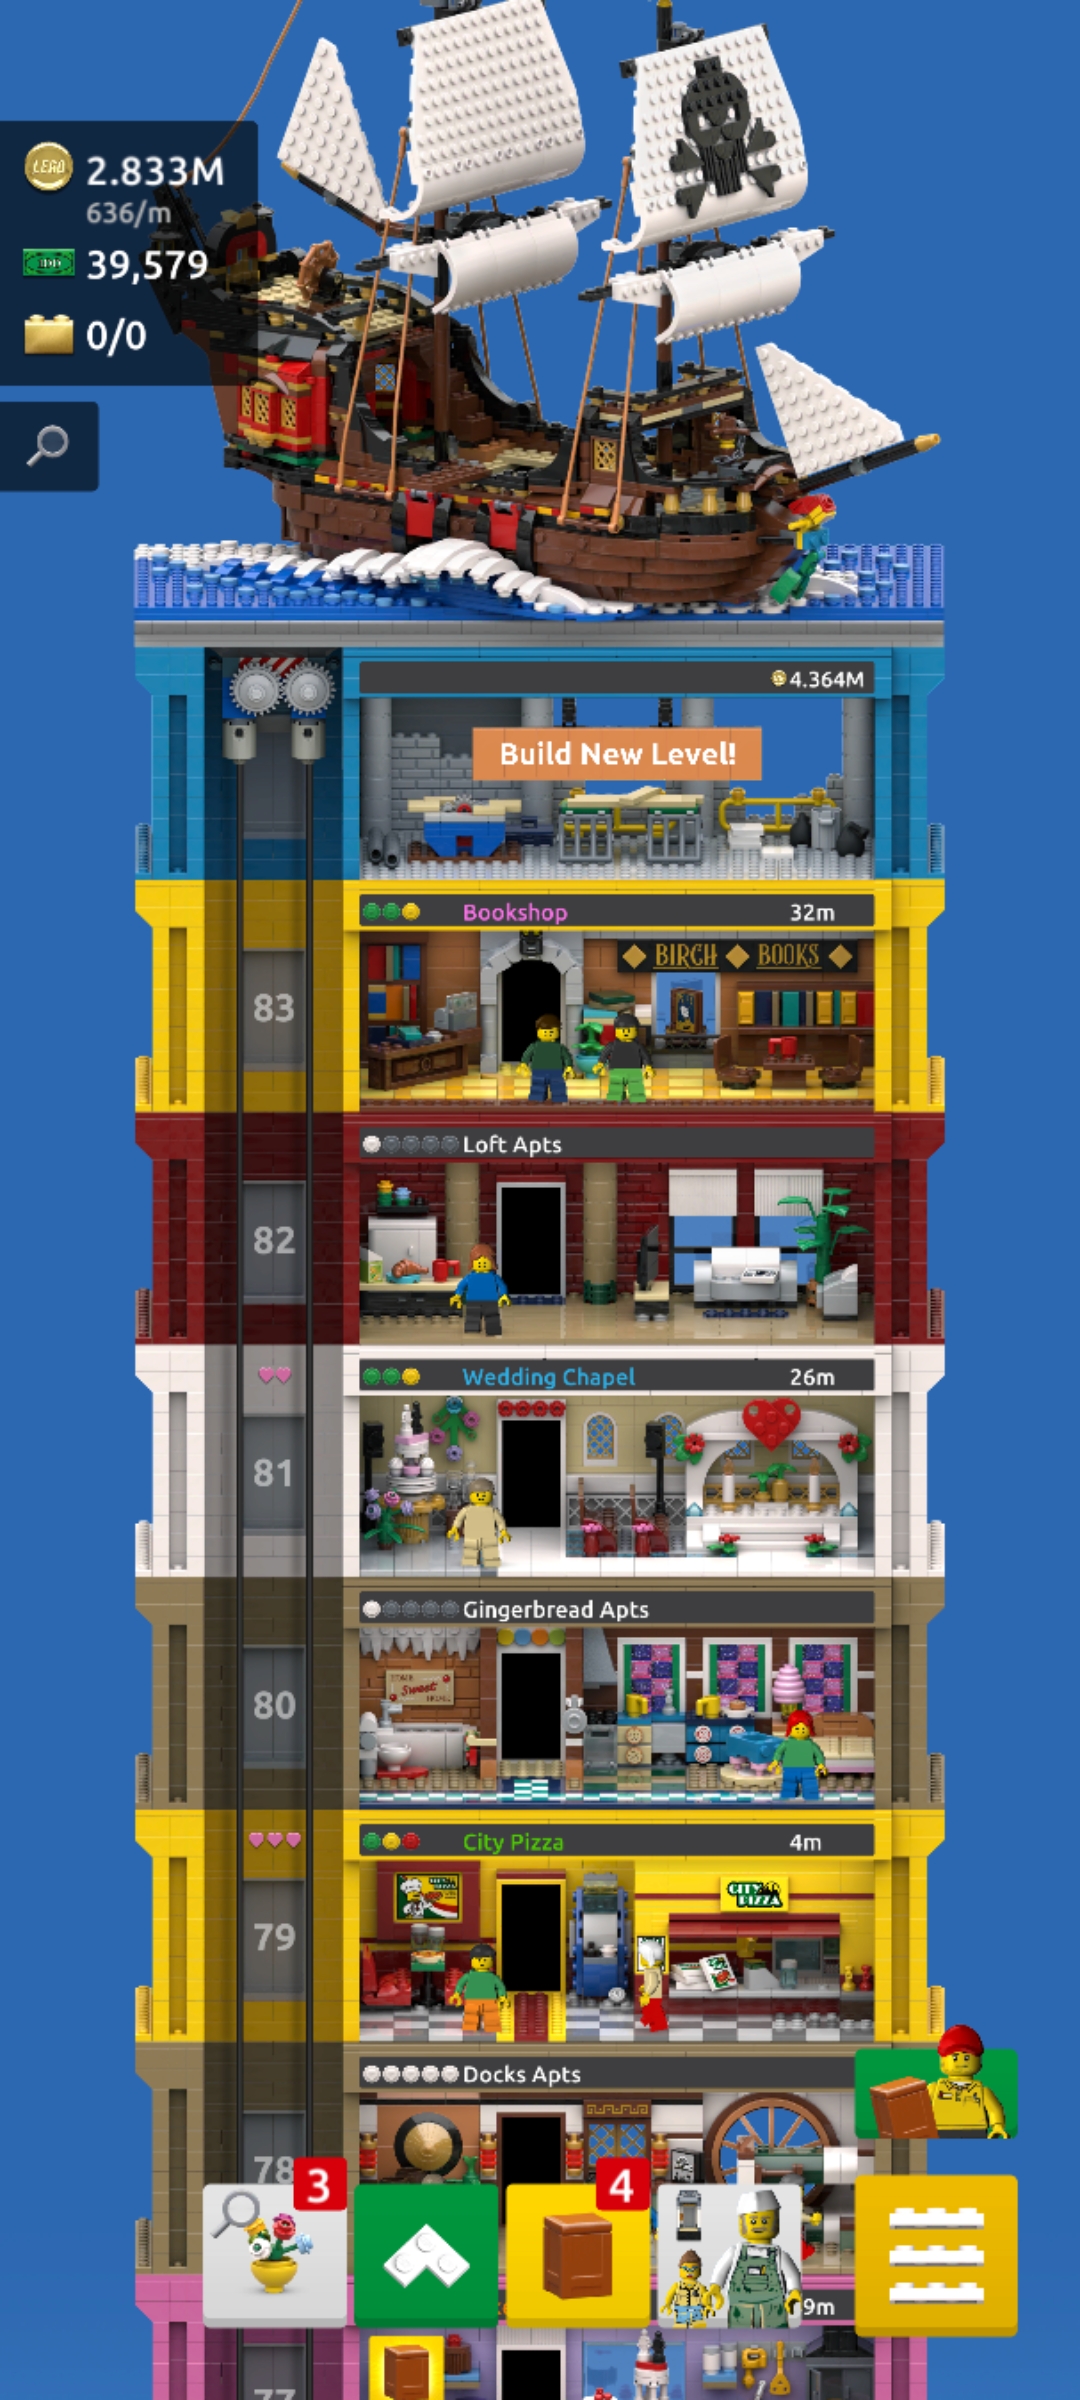 LEGO 2.833M
636/m
39,579
0/0
4.364M
Build New Level!
Bookshop 32m
BIRCH BOOKS
83
Loft Apts
82
Wedding Chapel 26m
81
Gingerbread Apts
HOME
Sweet
HOME
80
City Pizza 4m
CITY
PIZZA
79
Docks Apts
78
3
4
9m
77